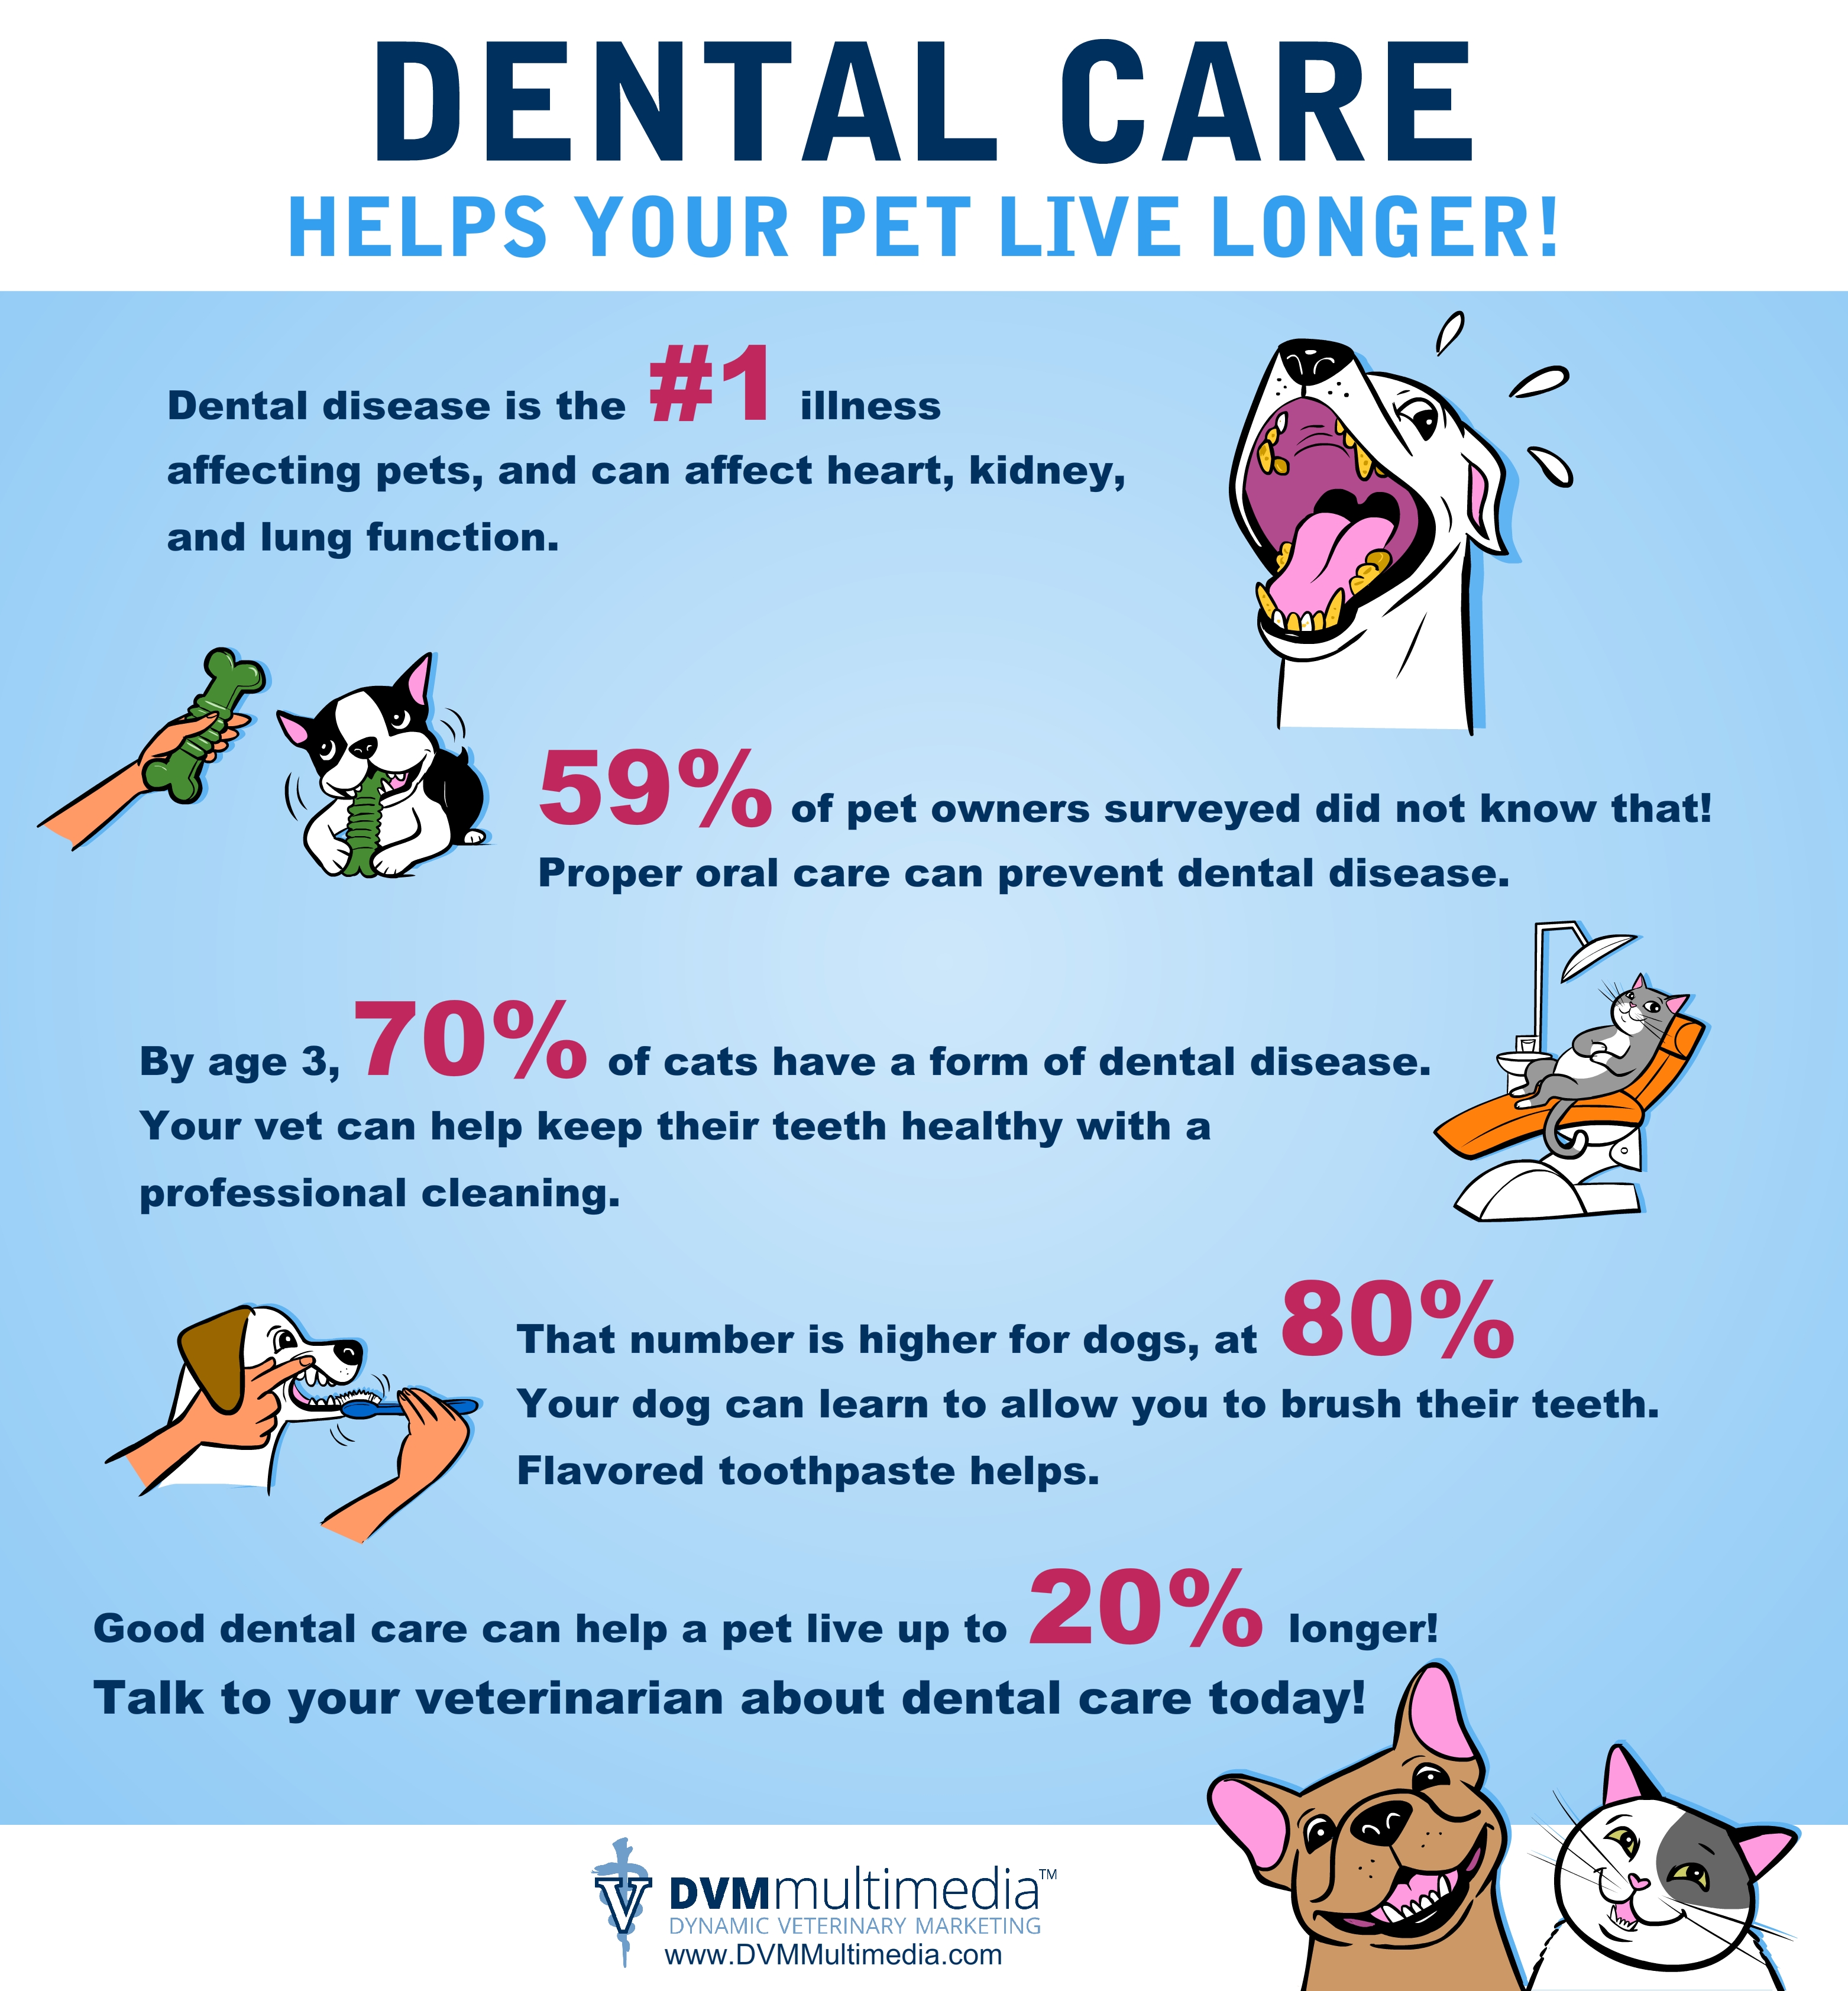 DENTAL CARE
HELPS YOUR PET LIVE LONGER!
Dental disease is the #1 illness
affecting pets, and can affect heart, kidney,
and lung function.
59% of pet owners surveyed did not know that!
Proper oral care can prevent dental disease.
By age 3, 70% of cats have a form of dental disease.
Your vet can help keep their teeth healthy with a
professional cleaning.
That number is higher for dogs, at 80%
Your dog can learn to allow you to brush their teeth.
Flavored toothpaste helps.
Good dental care can help a pet live up to 20% longer!
Talk to your veterinarian about dental care today!
V
DVMmultimedia™
DYNAMIC VETERINARY MARKETING
www.DVMMultimedia.com